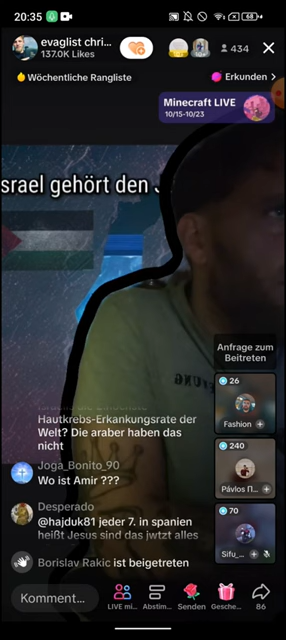 20:35
68
evaglist chri...
137.0K Likes
434
Wöchentliche Rangliste
Erkunden >
Minecraft LIVE
10/15-10/23
srael gehört den J
Anfrage zum
Beitreten
26
Fashion +
Hautkrebs-Erkankungsrate der
Welt? Die araber haben das
nicht
240
Joga_Bonito_90
Wo ist Amir ???
Pávlos Π... +
Desperado
@hajduk81 jeder 7. in spanien
heißt Jesus sind das jwtzt alles
70
Sifu_... +
Borislav Rakic ist beigetreten
Komment...
LIVE mi...
Abstim...
Senden
Gesche...
86